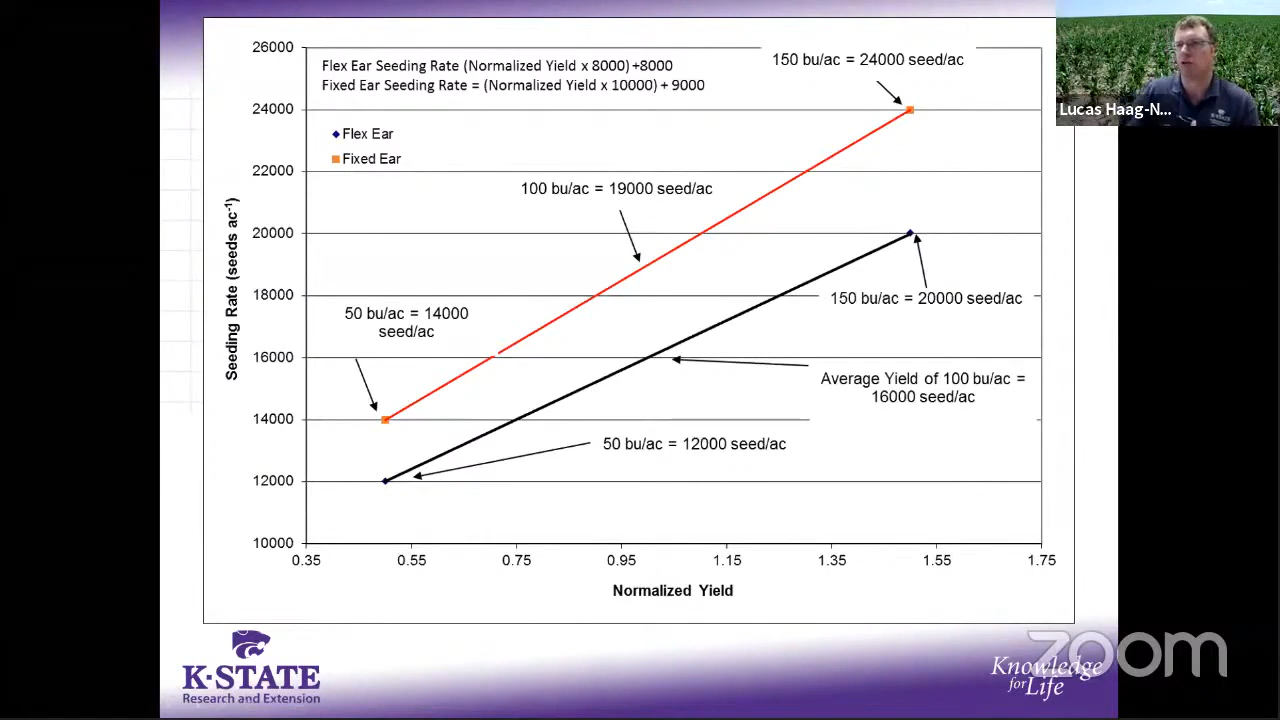 26000
24000
22000
20000
18000
16000
14000
12000
10000
Seeding Rate (seeds ac⁻¹)
Flex Ear Seeding Rate (Normalized Yield x 8000) +8000
Fixed Ear Seeding Rate = (Normalized Yield x 10000) + 9000
Flex Ear
Fixed Ear
150 bu/ac = 24000 seed/ac
100 bu/ac = 19000 seed/ac
50 bu/ac = 14000
seed/ac
150 bu/ac = 20000 seed/ac
Average Yield of 100 bu/ac =
16000 seed/ac
50 bu/ac = 12000 seed/ac
0.35 0.55 0.75 0.95 1.15 1.35 1.55 1.75
Normalized Yield
Lucas Haag-N...
K-STATE
K-STATE
Research and Extension
Knowledge
for Life
zoom